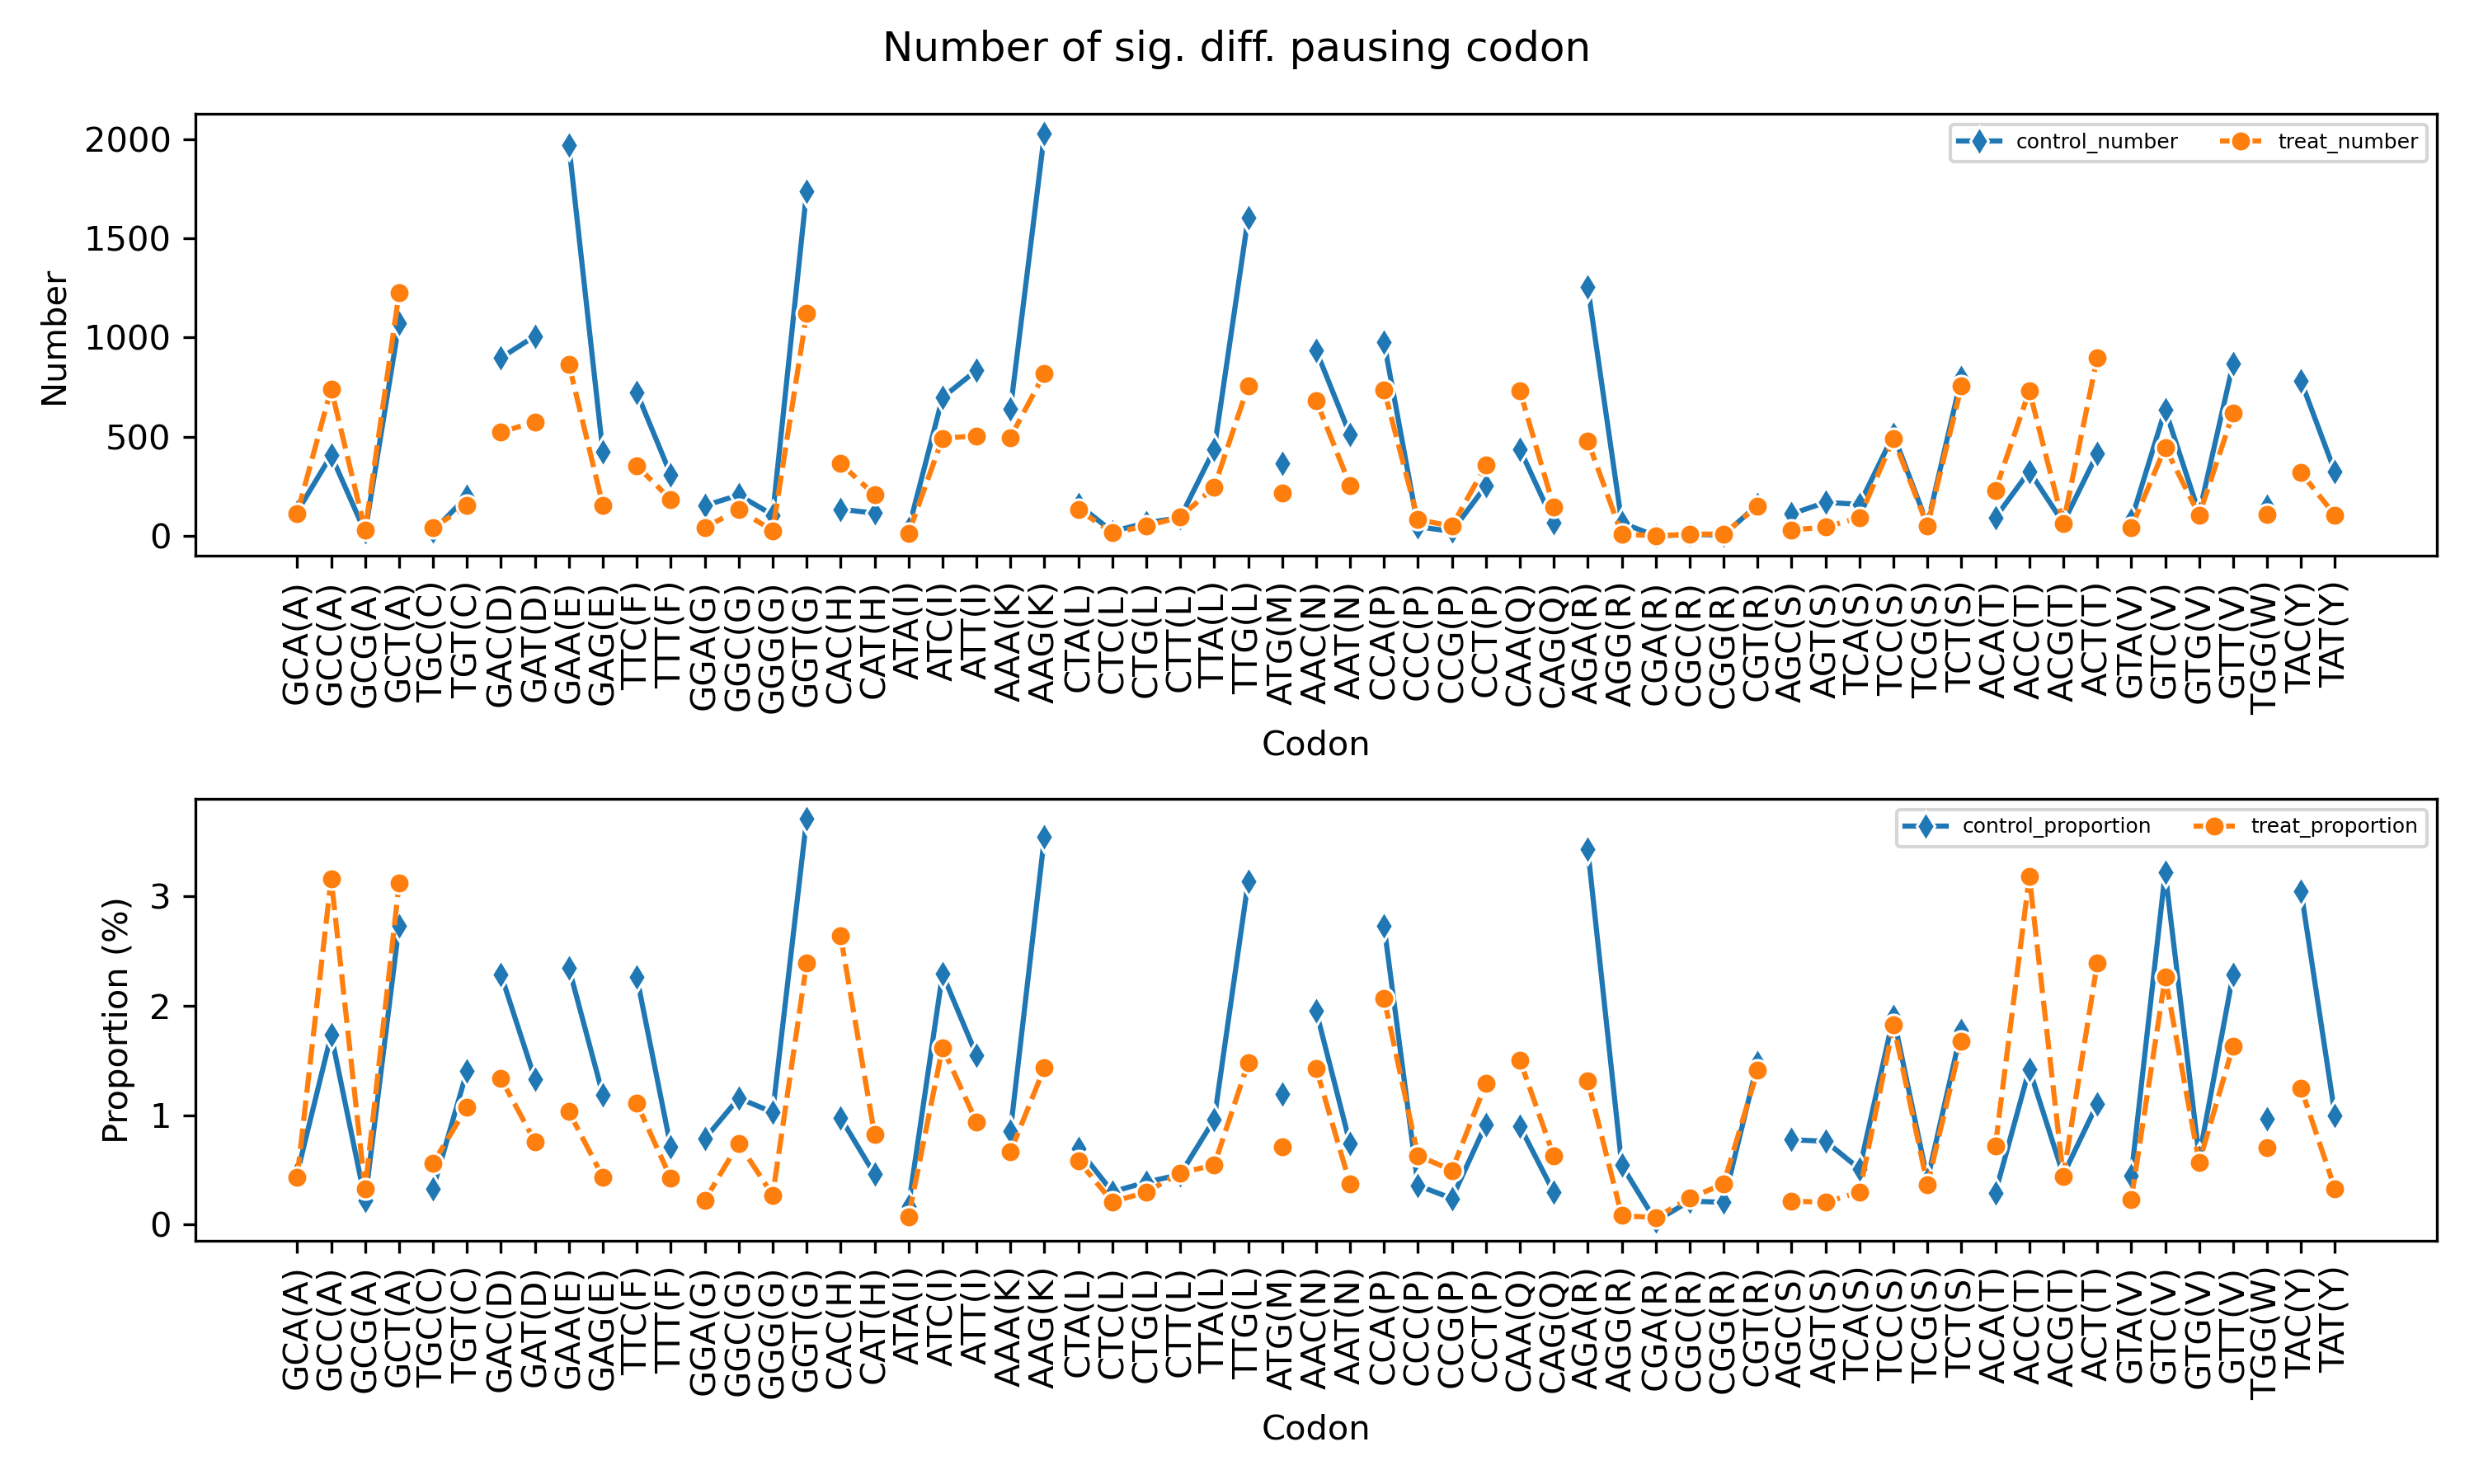 Number of sig. diff. pausing codon
control_number treat_number
Number
2000
1500
1000
500
0
GCA(A) GCC(A) GCG(A) GCT(A) TGC(C) TGT(C) GAC(D) GAT(D) GAA(E) GAG(E) TTC(F) TTT(F) GGA(G) GGC(G) GGG(G) GGT(G) CAC(H) CAT(H) ATA(I) ATC(I) ATT(I) AAA(K) AAG(K) CTA(L) CTC(L) CTG(L) CTT(L) TTA(L) TTG(L) ATG(M) AAC(N) AAT(N) CCA(P) CCC(P) CCG(P) CCT(P) CAA(Q) CAG(Q) AGA(R) AGG(R) CGA(R) CGC(R) CGG(R) CGT(R) AGC(S) AGT(S) TCA(S) TCC(S) TCG(S) TCT(S) ACA(T) ACC(T) ACG(T) ACT(T) GTA(V) GTC(V) GTG(V) GTT(V) TGG(W) TAC(Y) TAT(Y)
Codon
control_proportion treat_proportion
Proportion (%)
3
2
1
0
GCA(A) GCC(A) GCG(A) GCT(A) TGC(C) TGT(C) GAC(D) GAT(D) GAA(E) GAG(E) TTC(F) TTT(F) GGA(G) GGC(G) GGG(G) GGT(G) CAC(H) CAT(H) ATA(I) ATC(I) ATT(I) AAA(K) AAG(K) CTA(L) CTC(L) CTG(L) CTT(L) TTA(L) TTG(L) ATG(M) AAC(N) AAT(N) CCA(P) CCC(P) CCG(P) CCT(P) CAA(Q) CAG(Q) AGA(R) AGG(R) CGA(R) CGC(R) CGG(R) CGT(R) AGC(S) AGT(S) TCA(S) TCC(S) TCG(S) TCT(S) ACA(T) ACC(T) ACG(T) ACT(T) GTA(V) GTC(V) GTG(V) GTT(V) TGG(W) TAC(Y) TAT(Y)
Codon